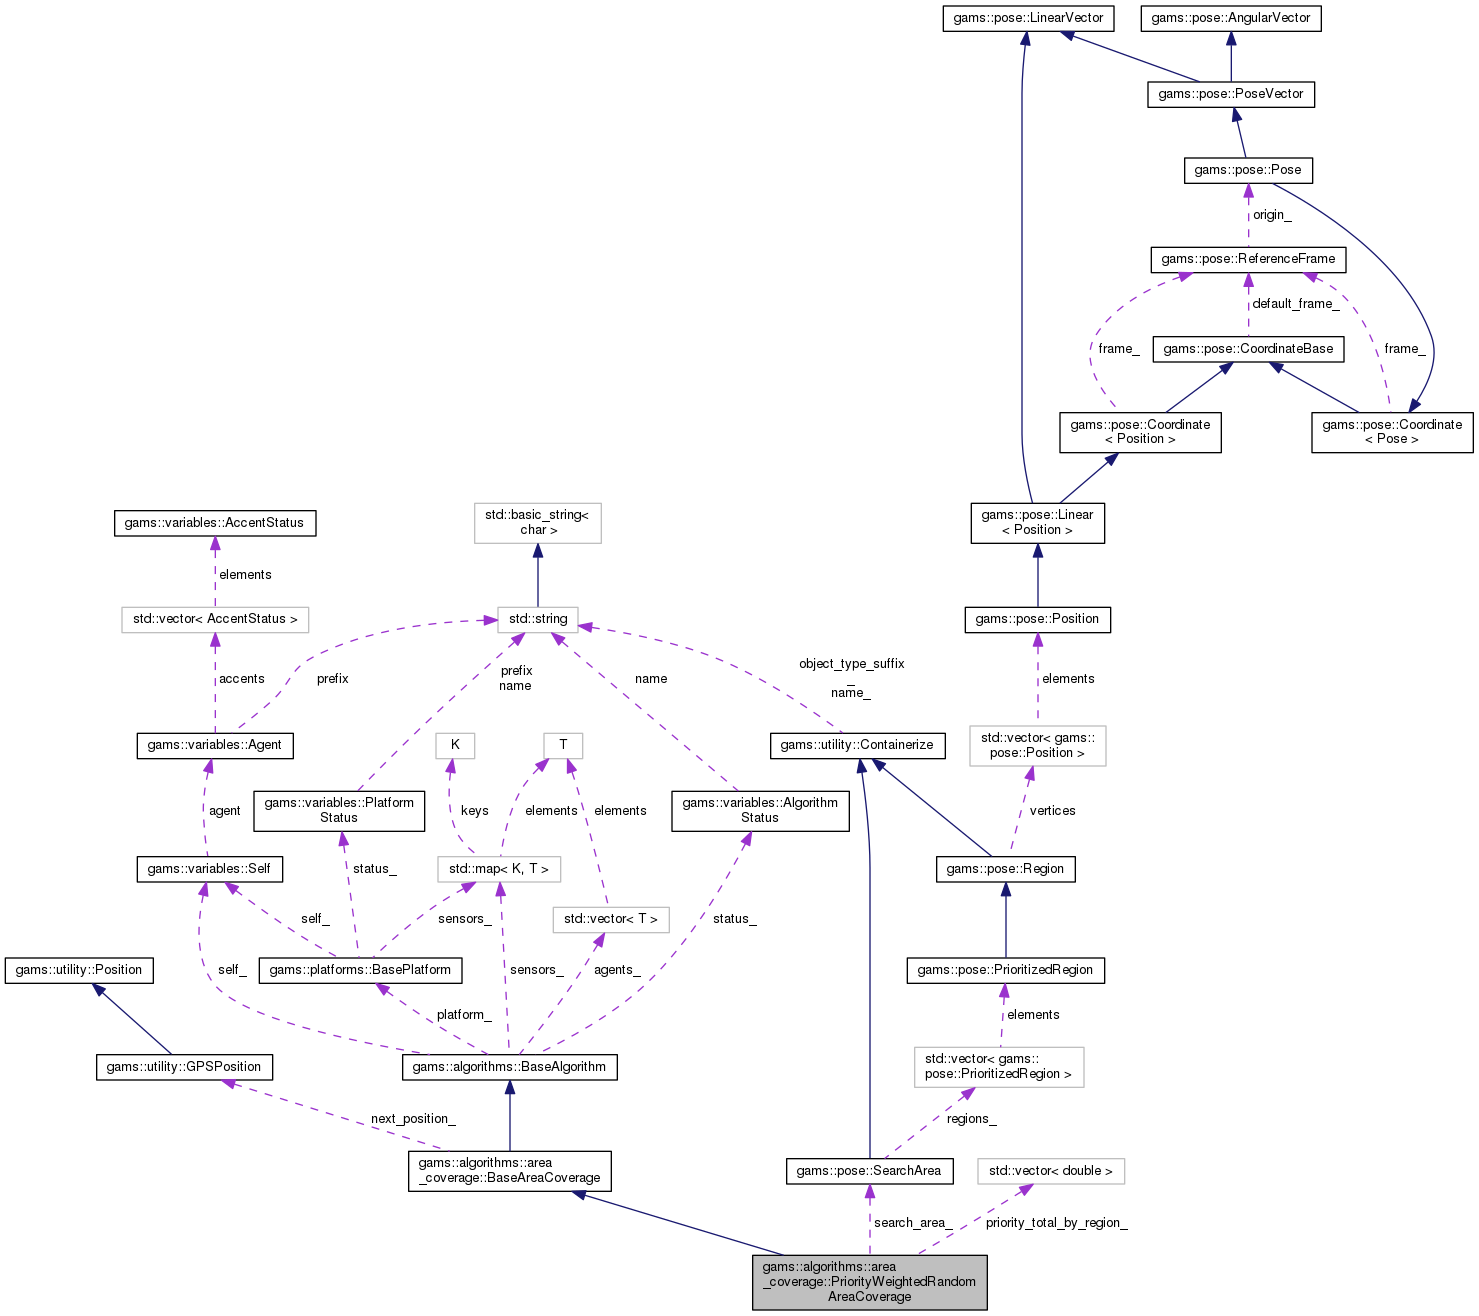 gams::pose::LinearVector
gams::pose::AngularVector
gams::pose::PoseVector
gams::pose::Pose
origin_
gams::pose::ReferenceFrame
default_frame_
frame_
gams::pose::CoordinateBase
frame_
gams::pose::Coordinate
< Position >
gams::pose::Coordinate
< Pose >
gams::variables::AccentStatus
std::basic_string<
char >
gams::pose::Linear
< Position >
elements
std::vector< AccentStatus >
std::string
gams::pose::Position
accents
prefix
prefix
name
name
object_type_suffix
_
name_
elements
gams::variables::Agent
K
T
gams::utility::Containerize
std::vector< gams::
pose::Position >
agent
gams::variables::Platform
Status
keys
elements
elements
gams::variables::Algorithm
Status
vertices
gams::variables::Self
status_
std::map< K, T >
gams::pose::Region
self_
sensors_
std::vector< T >
status_
gams::utility::Position
self_
gams::platforms::BasePlatform
sensors_
agents_
gams::pose::PrioritizedRegion
platform_
elements
gams::utility::GPSPosition
gams::algorithms::BaseAlgorithm
std::vector< gams::
pose::PrioritizedRegion >
next_position_
regions_
gams::algorithms::area
_coverage::BaseAreaCoverage
gams::pose::SearchArea
std::vector< double >
search_area_
priority_total_by_region_
gams::algorithms::area
_coverage::PriorityWeightedRandom
AreaCoverage